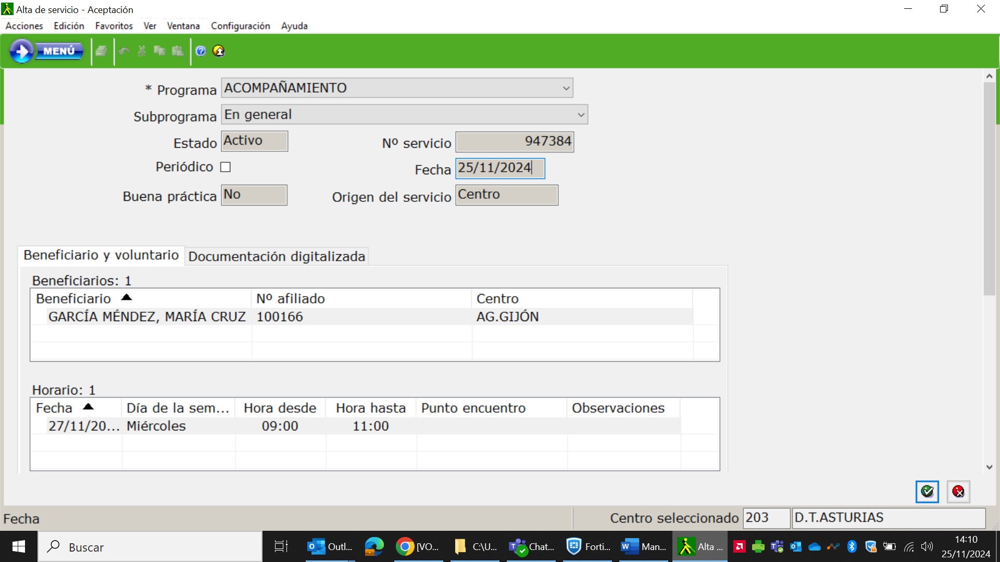 Alta de servicio - Aceptación
Acciones Edición Favoritos Ver Ventana Configuración Ayuda
MENÚ
* Programa ACOMPAÑAMIENTO
Subprograma En general
Estado Activo Nº servicio 947384
Periódico Fecha 25/11/2024
Buena práctica No Origen del servicio Centro
Beneficiario y voluntario Documentación digitalizada
Beneficiarios: 1
Beneficiario Nº afiliado Centro
GARCÍA MÉNDEZ, MARÍA CRUZ 100166 AG.GIJÓN
Horario: 1
Fecha Día de la sem... Hora desde Hora hasta Punto encuentro Observaciones
27/11/20... Miércoles 09:00 11:00
Fecha Centro seleccionado 203 D.T.ASTURIAS
Buscar Outl... [VO... C:\U... Chat... Forti... Man... Alta ... 14:10
25/11/2024